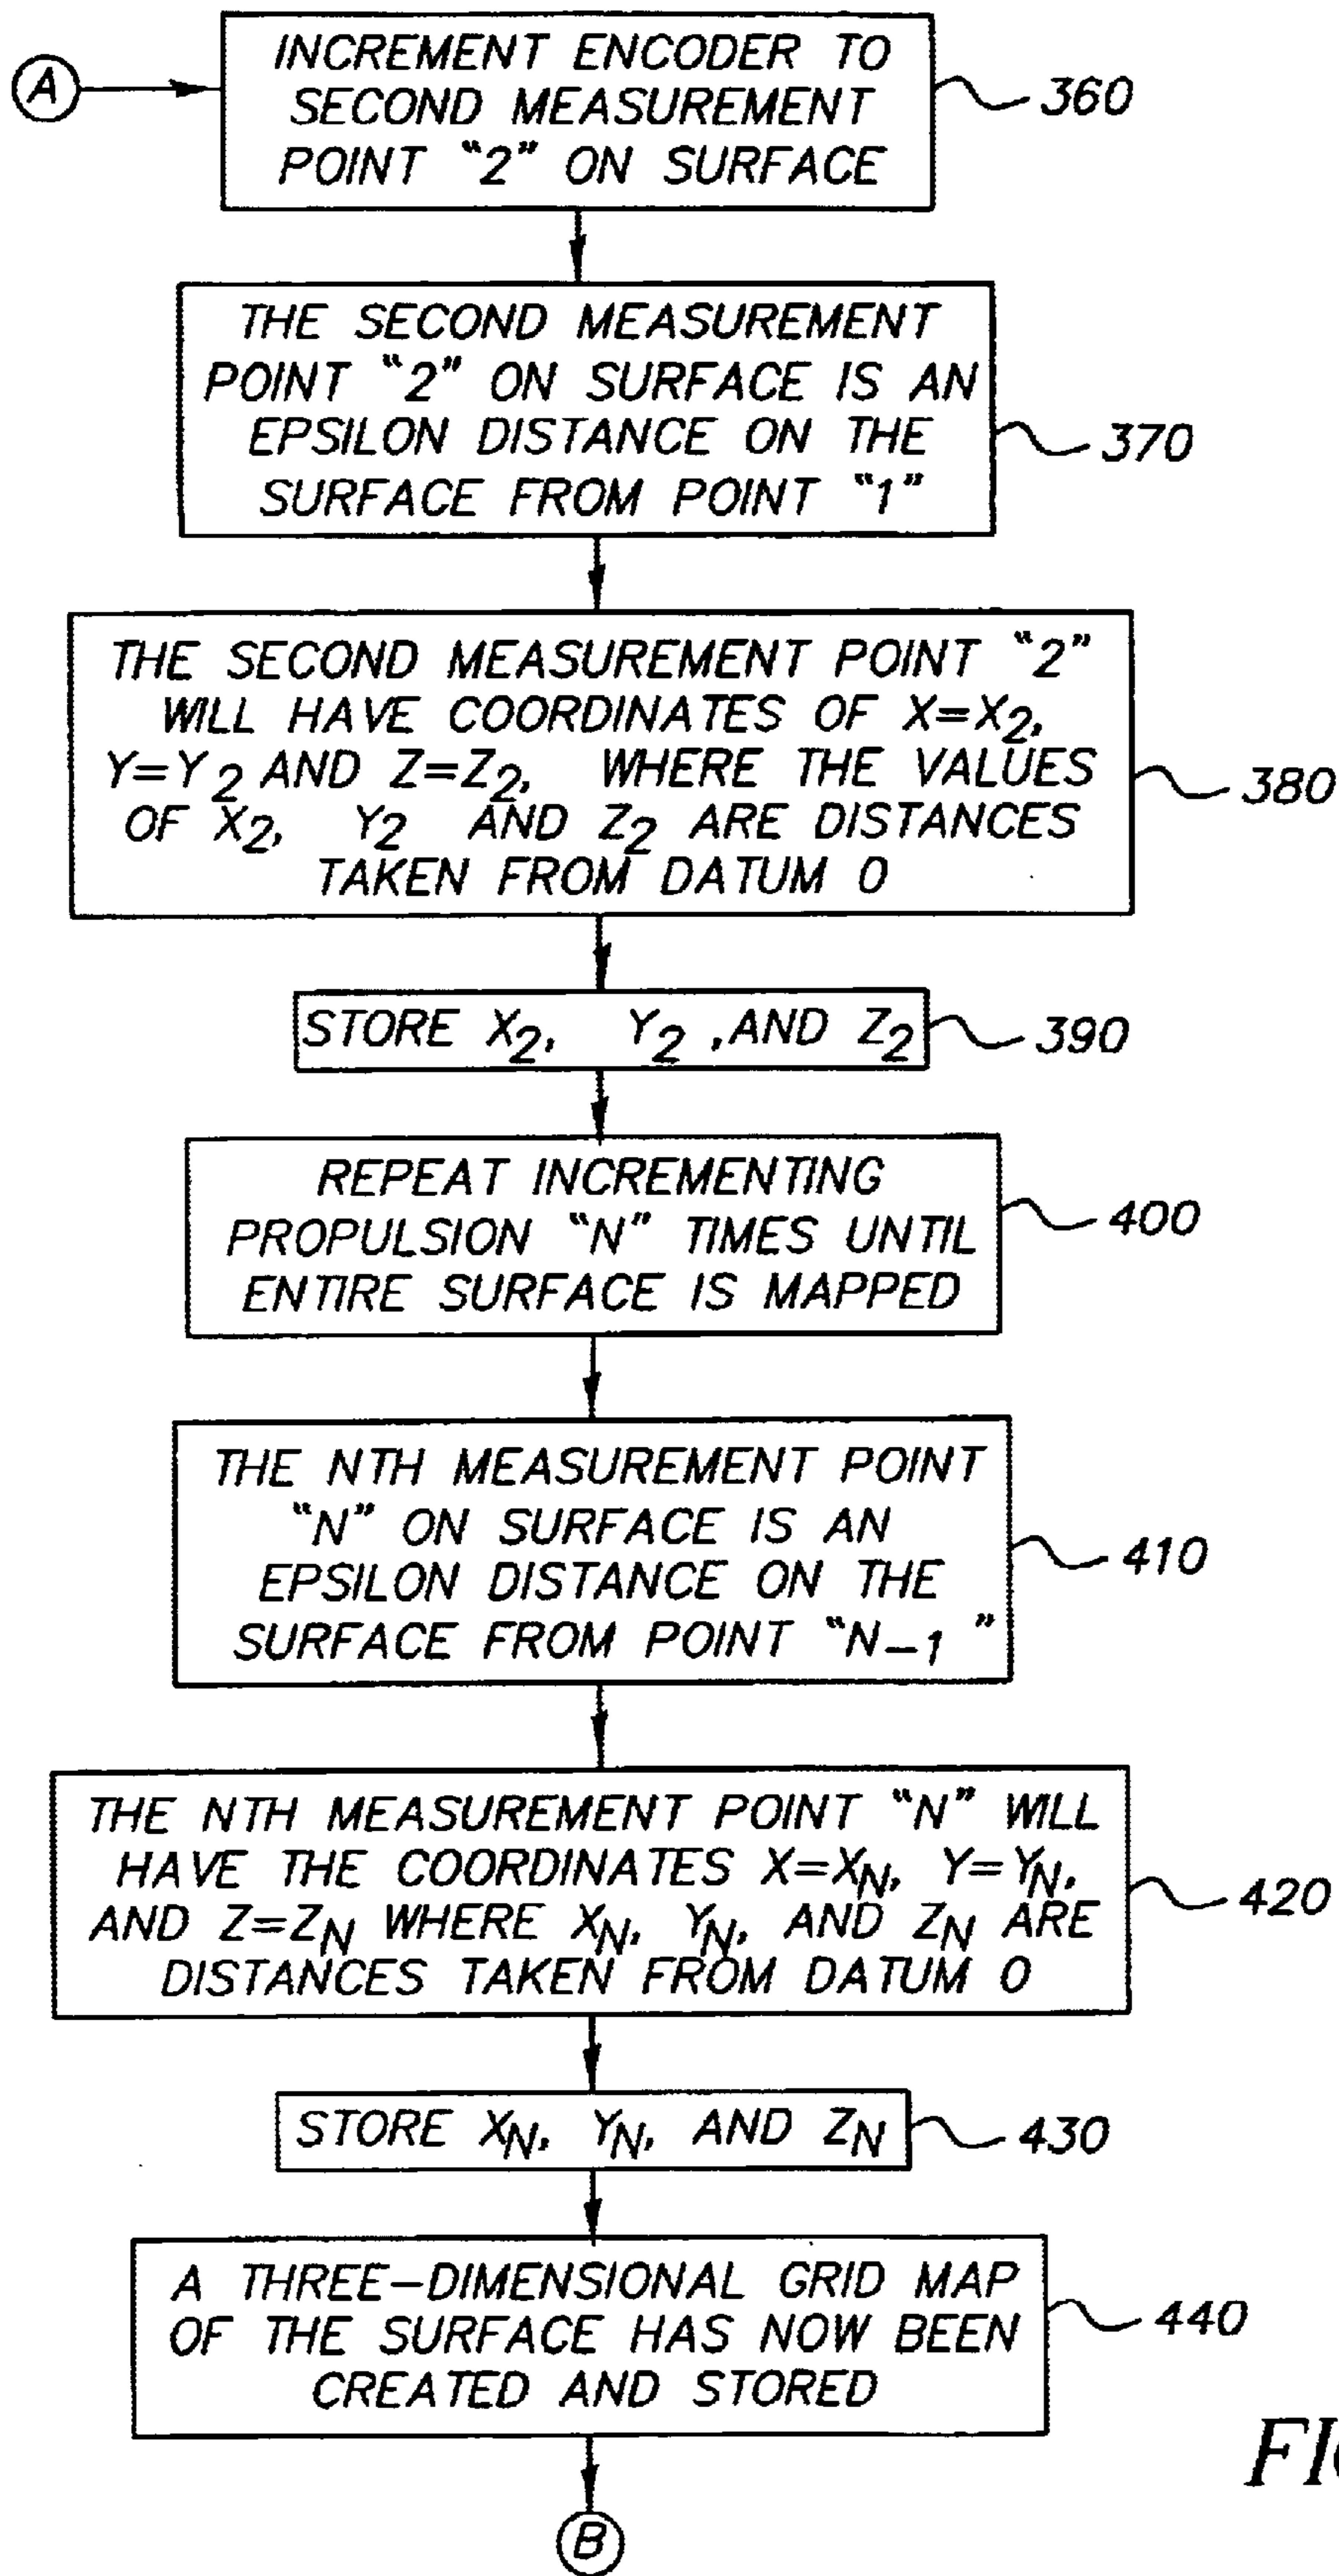 A
INCREMENT ENCODER TO
SECOND MEASUREMENT
POINT "2" ON SURFACE
360
THE SECOND MEASUREMENT
POINT "2" ON SURFACE IS AN
EPSILON DISTANCE ON THE
SURFACE FROM POINT "1"
370
THE SECOND MEASUREMENT POINT "2"
WILL HAVE COORDINATES OF X=X2,
Y=Y2 AND Z=Z2, WHERE THE VALUES
OF X2, Y2 AND Z2 ARE DISTANCES
TAKEN FROM DATUM 0
380
STORE X2, Y2 ,AND Z2
390
REPEAT INCREMENTING
PROPULSION "N" TIMES UNTIL
ENTIRE SURFACE IS MAPPED
400
THE NTH MEASUREMENT POINT
"N" ON SURFACE IS AN
EPSILON DISTANCE ON THE
SURFACE FROM POINT "N-1 "
410
THE NTH MEASUREMENT POINT "N" WILL
HAVE THE COORDINATES X=XN, Y=YN,
AND Z=ZN WHERE XN, YN, AND ZN ARE
DISTANCES TAKEN FROM DATUM 0
420
STORE XN, YN, AND ZN
430
A THREE-DIMENSIONAL GRID MAP
OF THE SURFACE HAS NOW BEEN
CREATED AND STORED
440
B